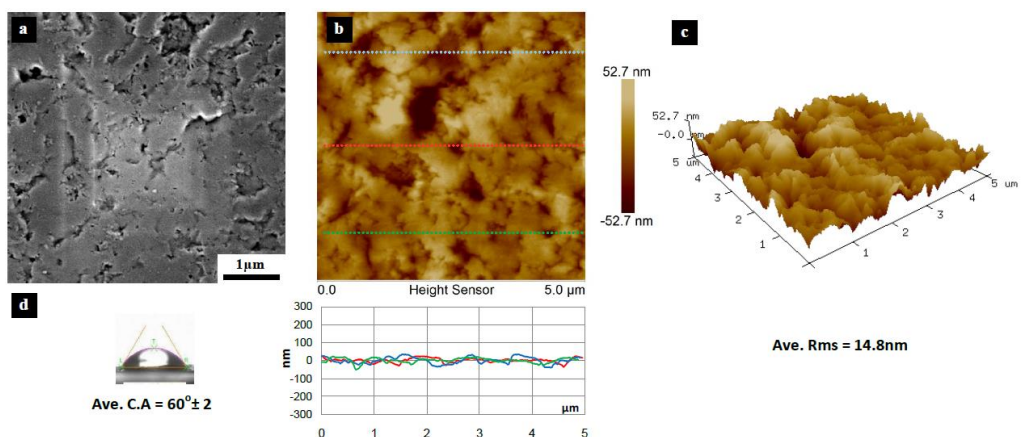 a
1µm
b
52.7 nm
-52.7 nm
0.0 Height Sensor 5.0 µm
c
52.7 nm
-0.0 nm
5 um
4
3
2
1
1
2
3
4
5 um
Ave. Rms = 14.8nm
d
Ave. C.A = 60°± 2
nm
300
200
100
0
-100
-200
-300
µm
0 1 2 3 4 5